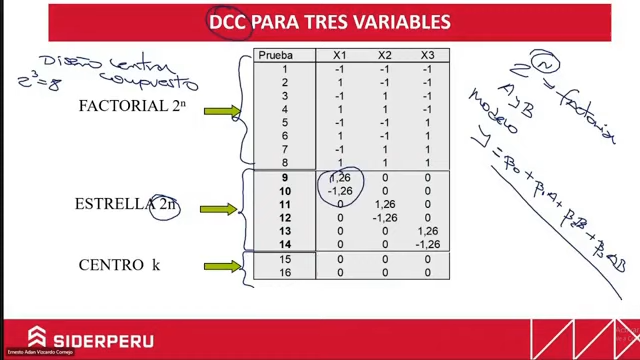 DCC PARA TRES VARIABLES
Diseño central
compuesto
2³=8
FACTORIAL 2ⁿ
ESTRELLA 2n
CENTRO k
Prueba X1 X2 X3
1 -1 -1 -1
2 1 -1 -1
3 -1 1 -1
4 1 1 -1
5 -1 -1 1
6 1 -1 1
7 -1 1 1
8 1 1 1
9 1,26 0 0
10 -1,26 0 0
11 0 1,26 0
12 0 -1,26 0
13 0 0 1,26
14 0 0 -1,26
15 0 0 0
16 0 0 0
2ⁿ → factorial
A y B
Modelo
y = β₀ + β₁A + β₂B + β₃AB
SIDERPERU
Ernesto Adan Vizcardo Cornejo